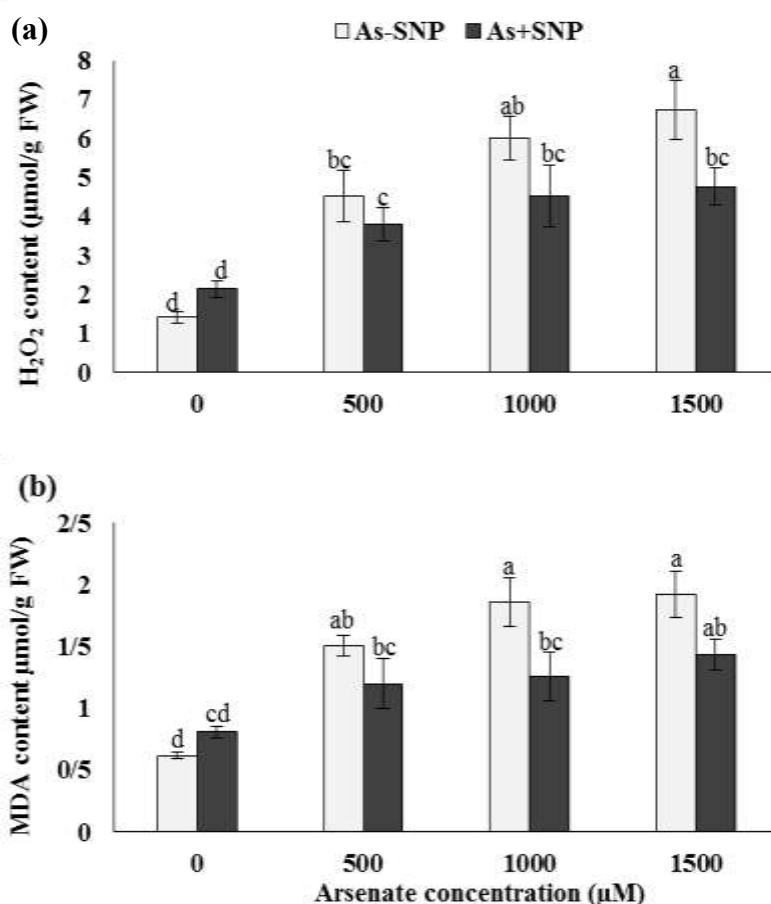 (a)
As-SNP As+SNP
H₂O₂ content (μmol/g FW)
8
7
6
5
4
3
2
1
0
d d bc c ab bc a bc
0 500 1000 1500
(b)
MDA content μmol/g FW)
2/5
2
1/5
1
0/5
0
d cd ab bc a bc a ab
0 500 1000 1500
Arsenate concentration (μM)